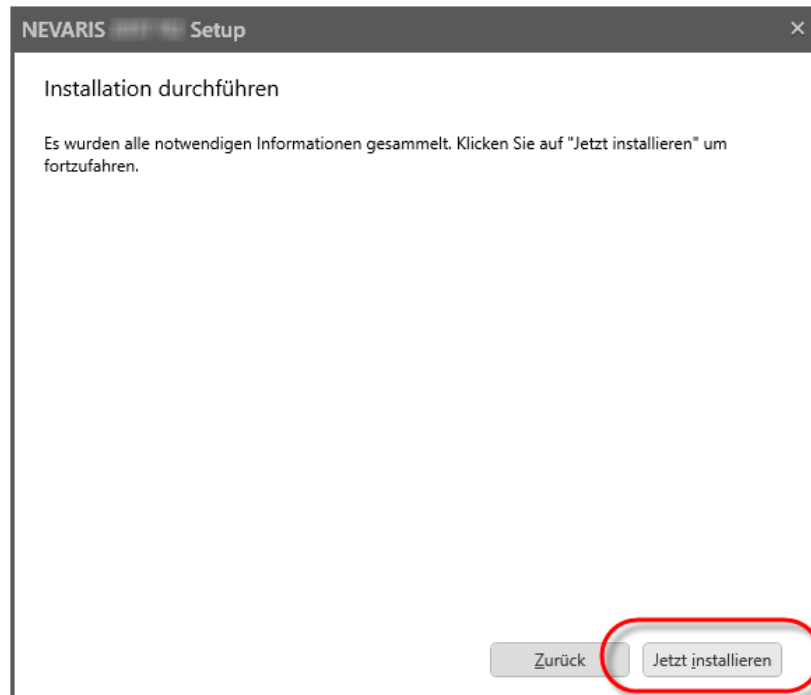 NEVARIS Setup
Installation durchführen
Es wurden alle notwendigen Informationen gesammelt. Klicken Sie auf "Jetzt installieren" um
fortzufahren.
Zurück
Jetzt installieren